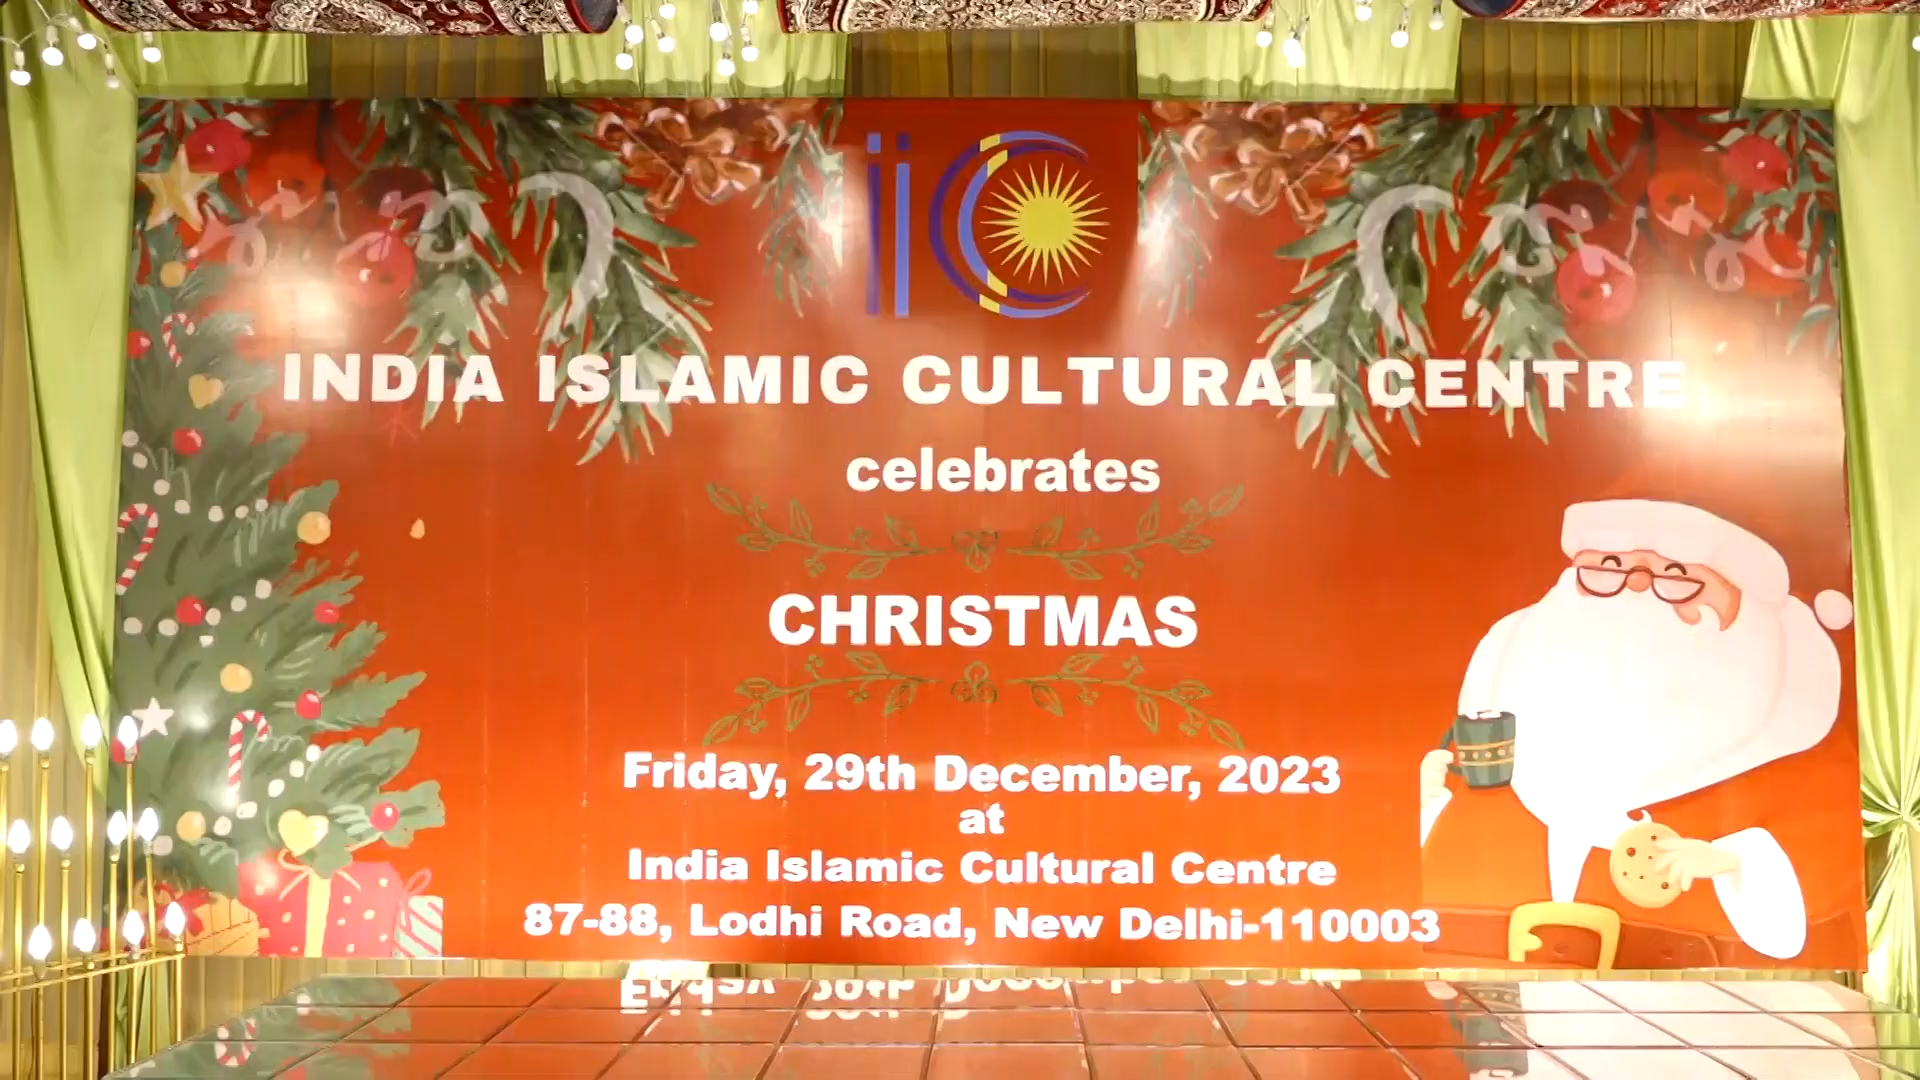 iic
INDIA ISLAMIC CULTURAL CENTRE
celebrates
CHRISTMAS
Friday, 29th December, 2023
at
India Islamic Cultural Centre
87-88, Lodhi Road, New Delhi-110003